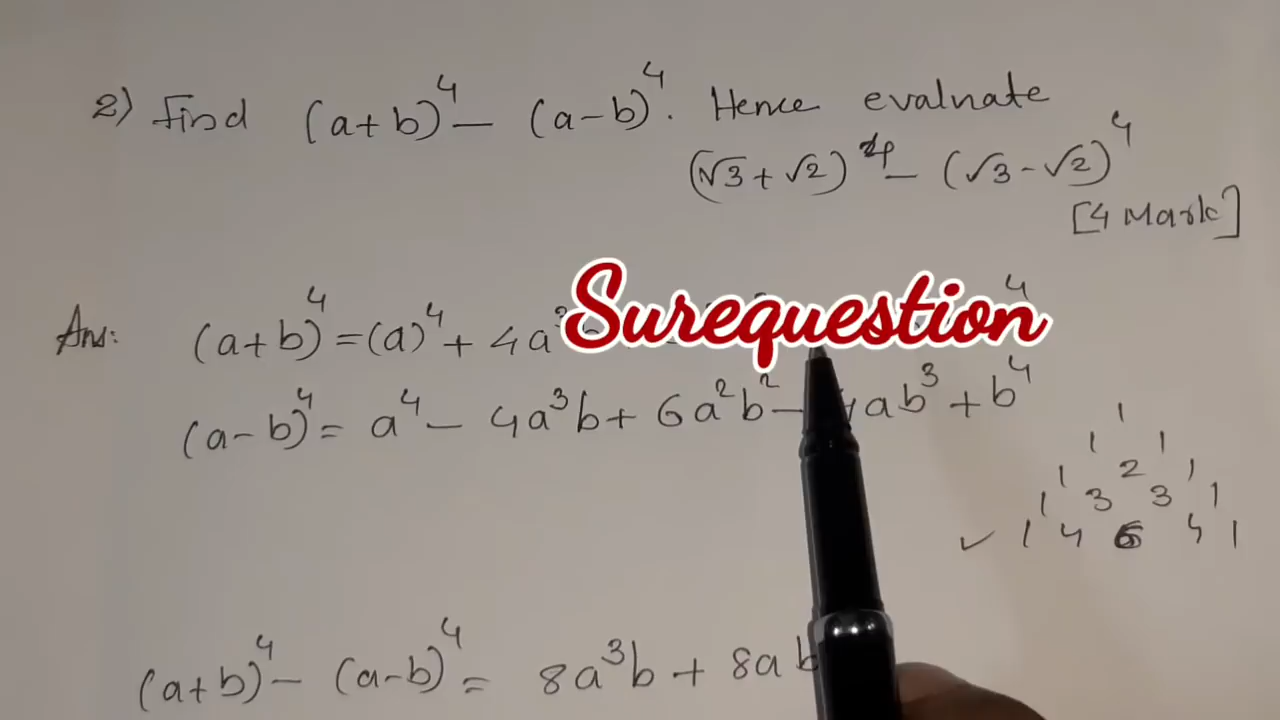 2) Find (a+b)⁴ − (a−b)⁴. Hence evaluate
(√3 + √2)⁴ − (√3 − √2)⁴
[4 Mark]
Ans: (a+b)⁴ = (a)⁴ + 4a³b
Surequestion
(a−b)⁴ = a⁴ − 4a³b + 6a²b² − 4ab³ + b⁴
1
1 1
1 2 1
1 3 3 1
✓ 1 4 6 4 1
(a+b)⁴ − (a−b)⁴ = 8a³b + 8ab